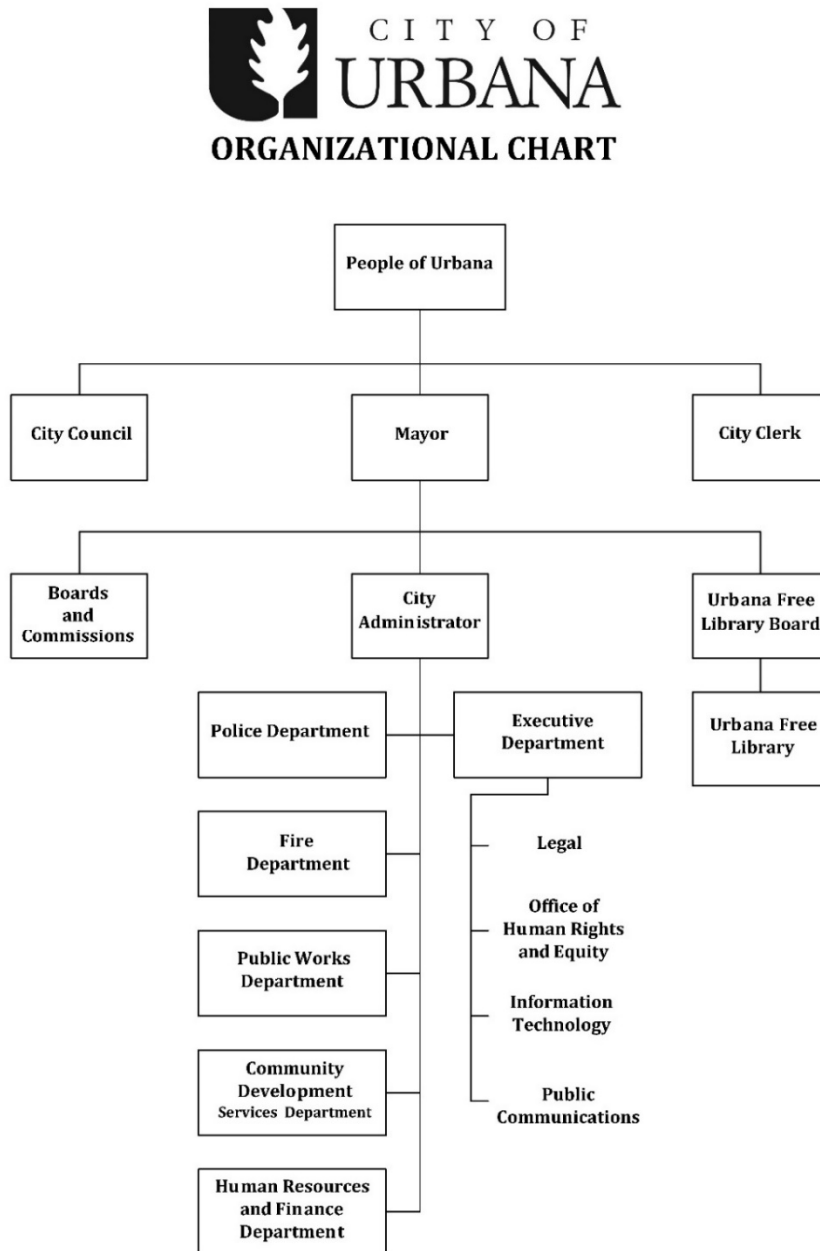 CITY OF
URBANA
ORGANIZATIONAL CHART
People of Urbana
City Council
Mayor
City Clerk
Boards
and
Commissions
City
Administrator
Urbana Free
Library Board
Police Department
Executive
Department
Urbana Free
Library
Fire
Department
Legal
Office of
Human Rights
and Equity
Public Works
Department
Information
Technology
Community
Development
Services Department
Public
Communications
Human Resources
and Finance
Department